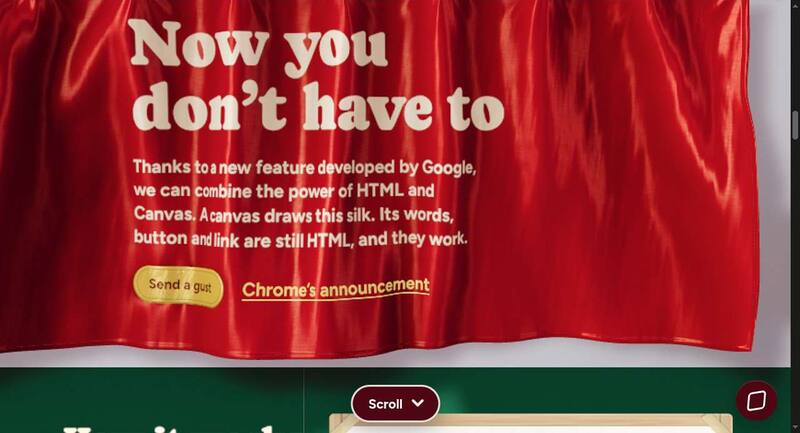 Now you
don't have to
Thanks to a new feature developed by Google,
we can combine the power of HTML and
Canvas. A canvas draws this silk. Its words,
button and link are still HTML, and they work.
Send a gust
Chrome's announcement
Scroll